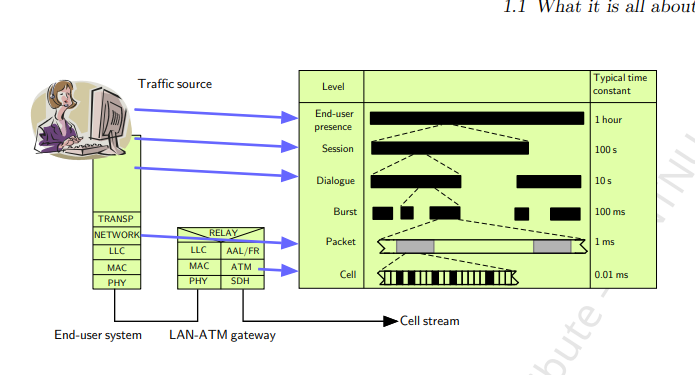 1.1 What it is all about
Traffic source
Level
Typical time
constant
End-user
presence
1 hour
Session
100 s
Dialogue
10 s
Burst
100 ms
Packet
1 ms
Cell
0.01 ms
TRANSP
NETWORK
LLC
MAC
PHY
RELAY
LLC
AAL/FR
MAC
ATM
PHY
SDH
End-user system
LAN-ATM gateway
Cell stream
bute -
NTNU